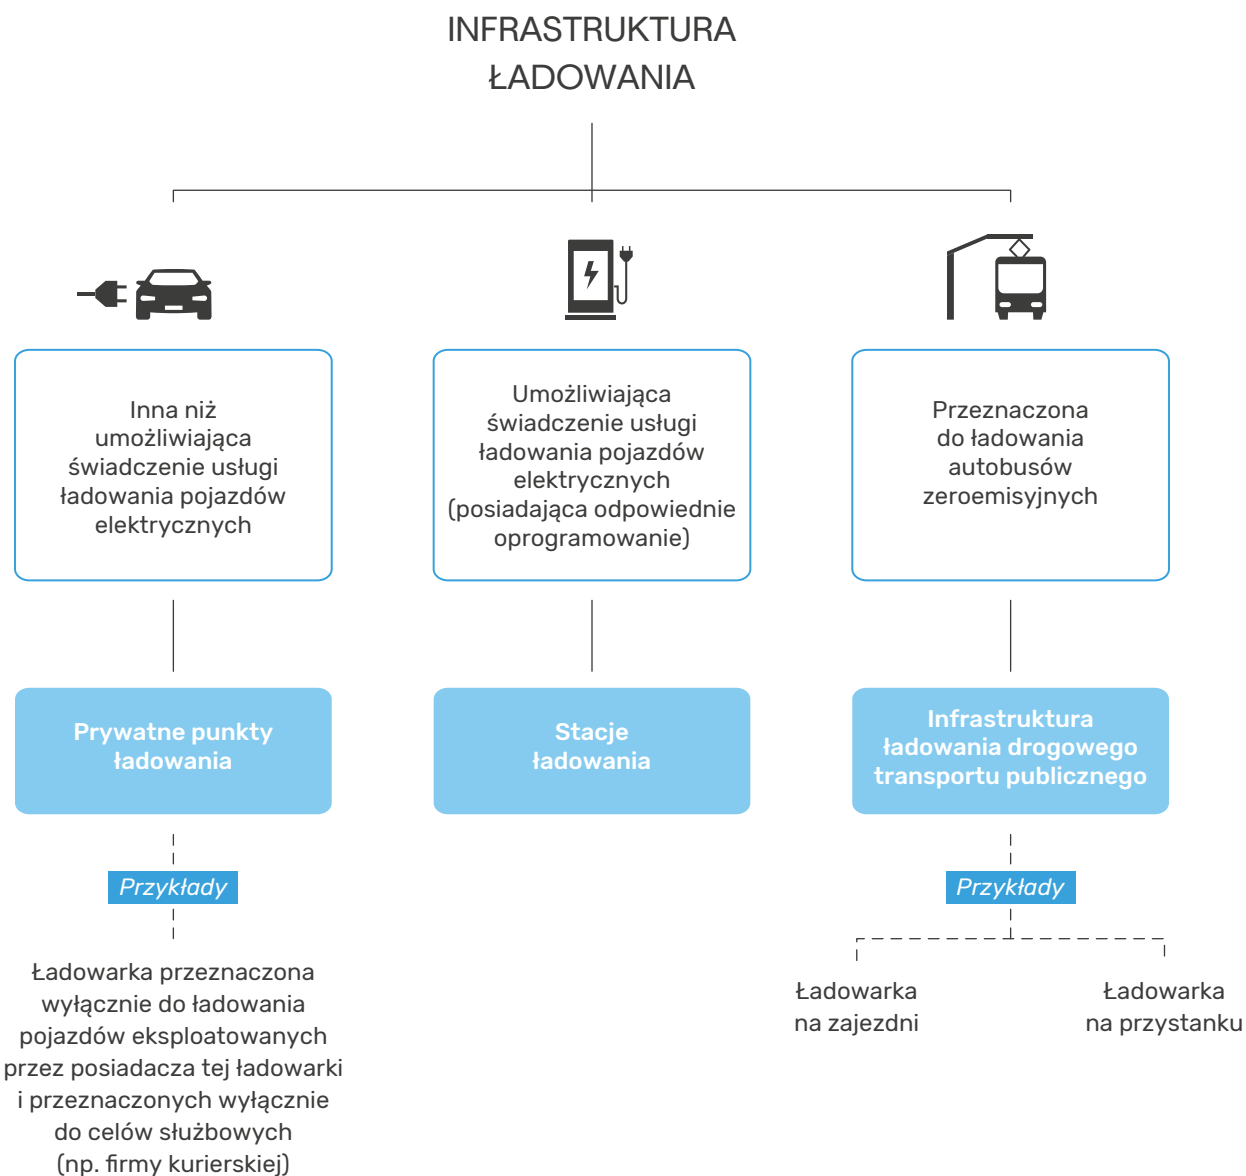 INFRASTRUKTURA
ŁADOWANIA
Inna niż
umożliwiająca
świadczenie usługi
ładowania pojazdów
elektrycznych
Umożliwiająca
świadczenie usługi
ładowania pojazdów
elektrycznych
(posiadająca odpowiednie
oprogramowanie)
Przeznaczona
do ładowania
autobusów
zeroemisyjnych
Prywatne punkty
ładowania
Stacje
ładowania
Infrastruktura
ładowania drogowego
transportu publicznego
Przykłady
Przykłady
Ładowarka przeznaczona
wyłącznie do ładowania
pojazdów eksploatowanych
przez posiadacza tej ładowarki
i przeznaczonych wyłącznie
do celów służbowych
(np. firmy kurierskiej)
Ładowarka
na zajezdni
Ładowarka
na przystanku